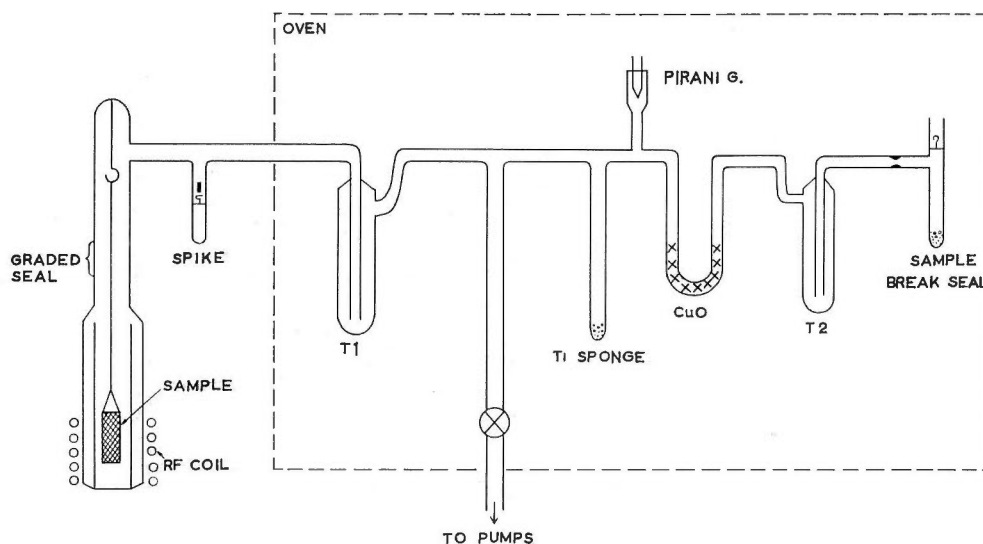 OVEN
PIRANI G.
GRADED
SEAL
SPIKE
T1
Ti SPONGE
CuO
T2
SAMPLE
BREAK SEAL
SAMPLE
RF COIL
TO PUMPS